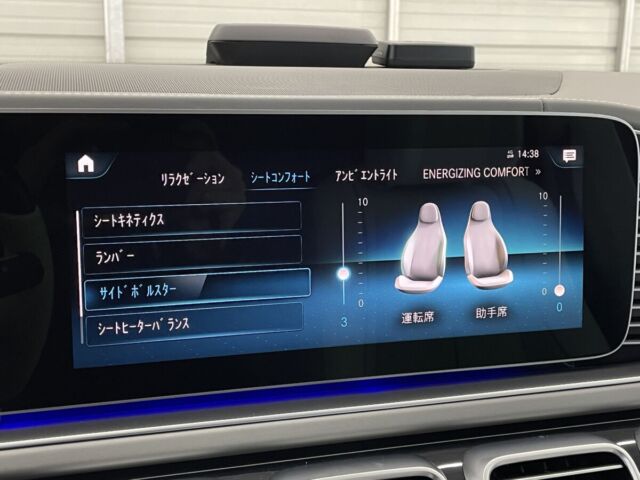 14:38
ﾘﾗｸｾﾞｰｼｮﾝ ｼｰﾄｺﾝﾌｫｰﾄ ｱﾝﾋﾞｴﾝﾄﾗｲﾄ ENERGIZING COMFORT »
ｼｰﾄｷﾈﾃｨｸｽ
ﾗﾝﾊﾞｰ
ｻｲﾄﾞﾎﾞﾙｽﾀｰ
ｼｰﾄﾋｰﾀｰﾊﾞﾗﾝｽ
10
0
3
運転席
助手席
10
0
0